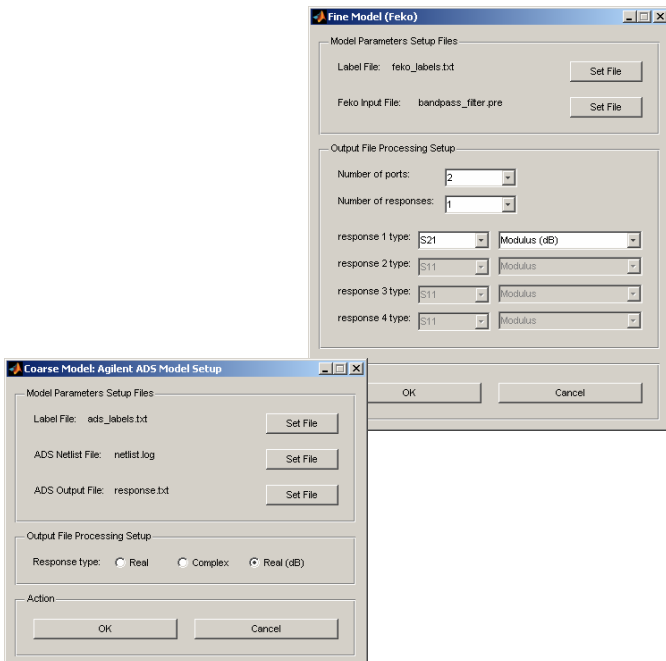 Fine Model (Feko)
Model Parameters Setup Files
Label File: feko_labels.txt Set File
Feko Input File: bandpass_filter.pre Set File
Output File Processing Setup
Number of ports: 2
Number of responses: 1
response 1 type: S21 Modulus (dB)
response 2 type: S11 Modulus
response 3 type: S11 Modulus
response 4 type: S11 Modulus
OK Cancel
Coarse Model: Agilent ADS Model Setup
Model Parameters Setup Files
Label File: ads_labels.txt Set File
ADS Netlist File: netlist.log Set File
ADS Output File: response.txt Set File
Output File Processing Setup
Response type: Real Complex Real (dB)
Action
OK Cancel